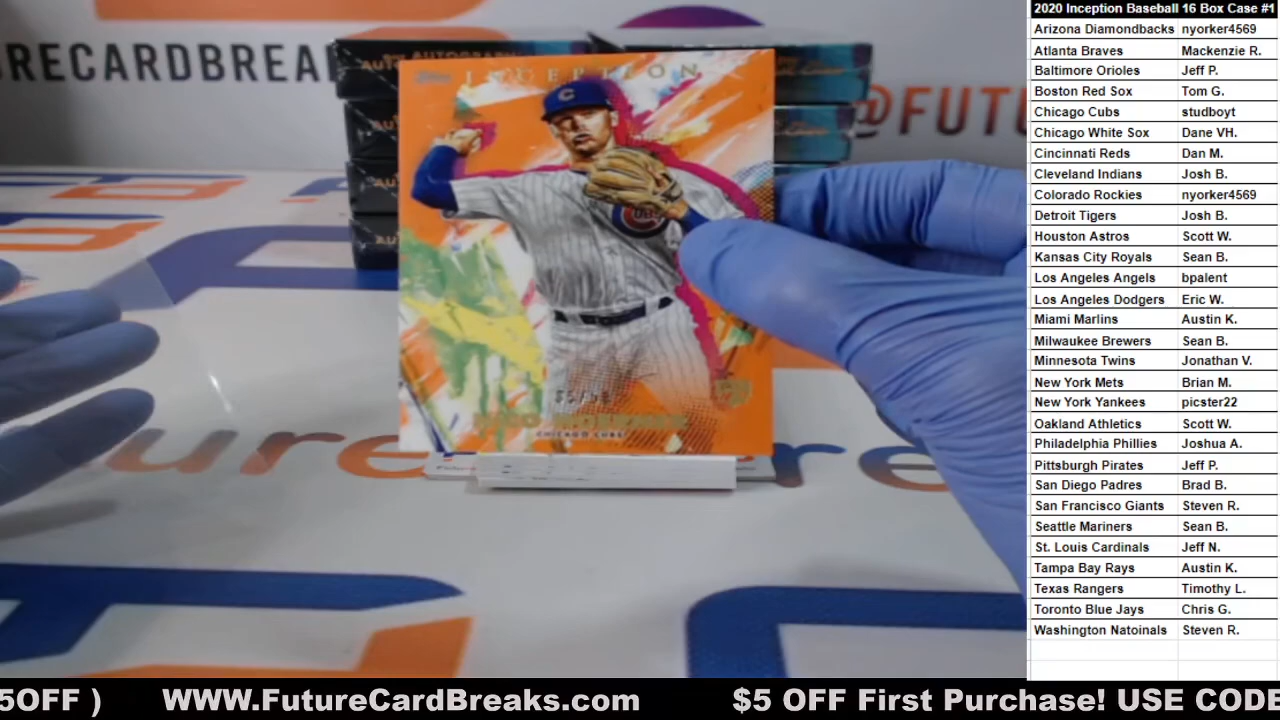 2020 Inception Baseball 16 Box Case #1
Arizona Diamondbacks nyorker4569
Atlanta Braves Mackenzie R.
Baltimore Orioles Jeff P.
Boston Red Sox Tom G.
Chicago Cubs studboyt
Chicago White Sox Dane VH.
Cincinnati Reds Dan M.
Cleveland Indians Josh B.
Colorado Rockies nyorker4569
Detroit Tigers Josh B.
Houston Astros Scott W.
Kansas City Royals Sean B.
Los Angeles Angels bpalent
Los Angeles Dodgers Eric W.
Miami Marlins Austin K.
Milwaukee Brewers Sean B.
Minnesota Twins Jonathan V.
New York Mets Brian M.
New York Yankees picster22
Oakland Athletics Scott W.
Philadelphia Phillies Joshua A.
Pittsburgh Pirates Jeff P.
San Diego Padres Brad B.
San Francisco Giants Steven R.
Seattle Mariners Sean B.
St. Louis Cardinals Jeff N.
Tampa Bay Rays Austin K.
Texas Rangers Timothy L.
Toronto Blue Jays Chris G.
Washington Natoinals Steven R.
URECARDBREA
@FUTU
Topps INCEPTION
C
CUBS
CHICAGO CUBS
5OFF ) WWW.FutureCardBreaks.com $5 OFF First Purchase! USE CODE